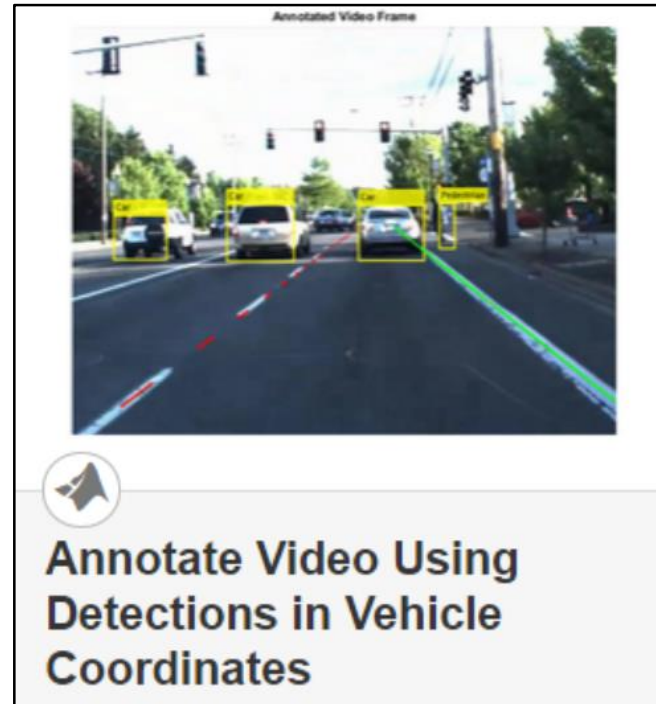 Annotated Video Frame
Car
Car
Car
Pedestrian
Annotate Video Using
Detections in Vehicle
Coordinates